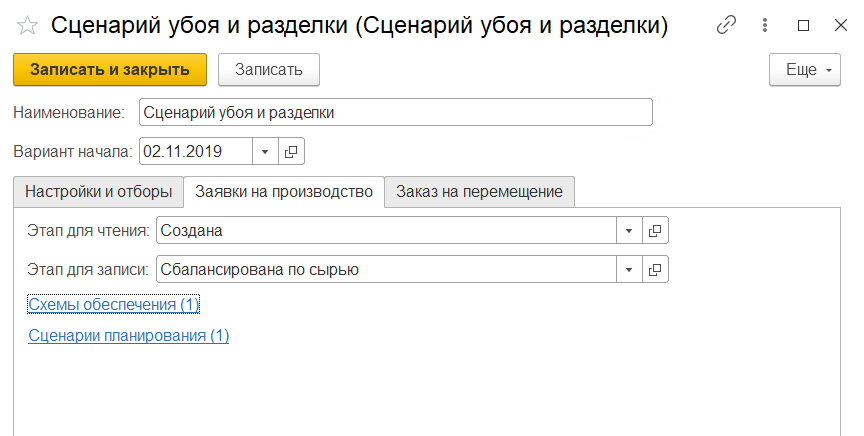 Сценарий убоя и разделки (Сценарий убоя и разделки)
Записать и закрыть Записать Еще
Наименование: Сценарий убоя и разделки
Вариант начала: 02.11.2019
Настройки и отборы Заявки на производство Заказ на перемещение
Этап для чтения: Создана
Этап для записи: Сбалансирована по сырью
Схемы обеспечения (1)
Сценарии планирования (1)